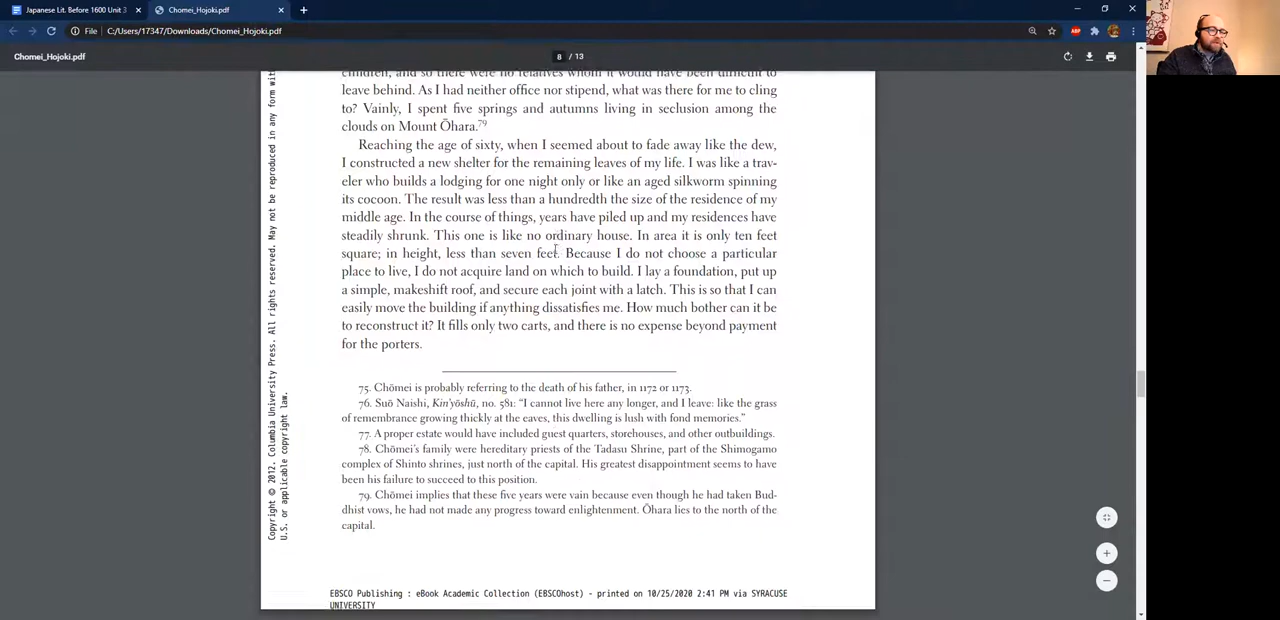 Japanese Lit. Before 1600 Unit 3
Chomei_Hojoki.pdf
File
C:/Users/17347/Downloads/Chomei_Hojoki.pdf
ABP
Chomei_Hojoki.pdf
8 / 13
children, and so there were no relatives whom it would have been difficult to
leave behind. As I had neither office nor stipend, what was there for me to cling
to? Vainly, I spent five springs and autumns living in seclusion among the
clouds on Mount Ōhara.79
Reaching the age of sixty, when I seemed about to fade away like the dew,
I constructed a new shelter for the remaining leaves of my life. I was like a trav-
eler who builds a lodging for one night only or like an aged silkworm spinning
its cocoon. The result was less than a hundredth the size of the residence of my
middle age. In the course of things, years have piled up and my residences have
steadily shrunk. This one is like no ordinary house. In area it is only ten feet
square; in height, less than seven feet. Because I do not choose a particular
place to live, I do not acquire land on which to build. I lay a foundation, put up
a simple, makeshift roof, and secure each joint with a latch. This is so that I can
easily move the building if anything dissatisfies me. How much bother can it be
to reconstruct it? It fills only two carts, and there is no expense beyond payment
for the porters.
75. Chōmei is probably referring to the death of his father, in 1172 or 1173.
76. Suō Naishi, Kin'yōshū, no. 581: "I cannot live here any longer, and I leave: like the grass
of remembrance growing thickly at the eaves, this dwelling is lush with fond memories."
77. A proper estate would have included guest quarters, storehouses, and other outbuildings.
78. Chōmei's family were hereditary priests of the Tadasu Shrine, part of the Shimogamo
complex of Shinto shrines, just north of the capital. His greatest disappointment seems to have
been his failure to succeed to this position.
79. Chōmei implies that these five years were vain because even though he had taken Bud-
dhist vows, he had not made any progress toward enlightenment. Ōhara lies to the north of the
capital.
Copyright © 2012. Columbia University Press. All rights reserved. May not be reproduced in any form with
U.S. or applicable copyright law.
EBSCO Publishing : eBook Academic Collection (EBSCOhost) - printed on 10/25/2020 2:41 PM via SYRACUSE
UNIVERSITY